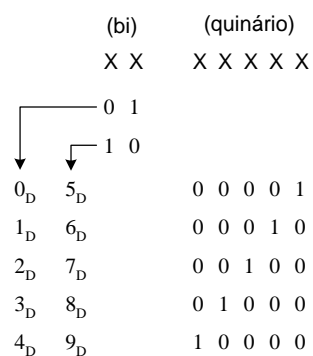 (bi) (quinário)
X X X X X X X
0 1
1 0
0D 5D 0 0 0 0 1
1D 6D 0 0 0 1 0
2D 7D 0 0 1 0 0
3D 8D 0 1 0 0 0
4D 9D 1 0 0 0 0